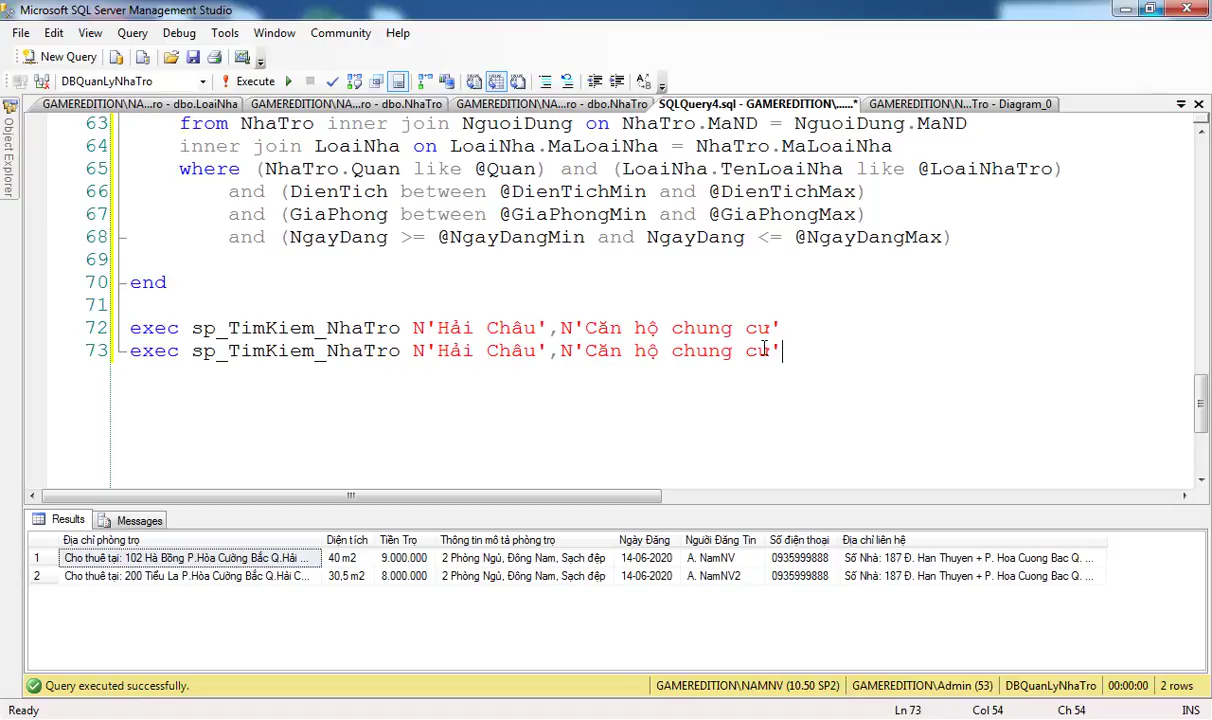 Microsoft SQL Server Management Studio
File Edit View Query Debug Tools Window Community Help
New Query
DBQuanLyNhaTro Execute
GAMEREDITION\NA...ro - dbo.LoaiNha GAMEREDITION\NA...ro - dbo.NhaTro GAMEREDITION\NA...ro - dbo.NhaTro SQLQuery4.sql - GAMEREDITION\......* GAMEREDITION\N...Tro - Diagram_0
Object Explorer
63 from NhaTro inner join NguoiDung on NhaTro.MaND = NguoiDung.MaND
64 inner join LoaiNha on LoaiNha.MaLoaiNha = NhaTro.MaLoaiNha
65 where (NhaTro.Quan like @Quan) and (LoaiNha.TenLoaiNha like @LoaiNhaTro)
66 and (DienTich between @DienTichMin and @DienTichMax)
67 and (GiaPhong between @GiaPhongMin and @GiaPhongMax)
68 and (NgayDang >= @NgayDangMin and NgayDang <= @NgayDangMax)
69
70 end
71
72 exec sp_TimKiem_NhaTro N'Hải Châu',N'Căn hộ chung cư'
73 exec sp_TimKiem_NhaTro N'Hải Châu',N'Căn hộ chung cư'
Results Messages
Địa chỉ phòng trọ Diện tích Tiền Trọ Thông tin mô tả phòng trọ Ngày Đăng Người Đăng Tin Số điện thoại Địa chỉ liên hệ
1 Cho thuê tại: 102 Hà Bồng P.Hòa Cường Bắc Q.Hải ... 40 m2 9.000.000 2 Phòng Ngủ, Đông Nam, Sạch đẹp 14-06-2020 A. NamNV 0935999888 Số Nhà: 187 Đ. Han Thuyen + P. Hoa Cuong Bac Q. ...
2 Cho thuê tại: 200 Tiểu La P.Hòa Cường Bắc Q.Hải C... 30,5 m2 8.000.000 2 Phòng Ngủ, Đông Nam, Sạch đẹp 14-06-2020 A. NamNV2 0935999888 Số Nhà: 187 Đ. Han Thuyen + P. Hoa Cuong Bac Q. ...
Query executed successfully. GAMEREDITION\NAMNV (10.50 SP2) GAMEREDITION\Admin (53) DBQuanLyNhaTro 00:00:00 2 rows
Ready Ln 73 Col 54 Ch 54 INS